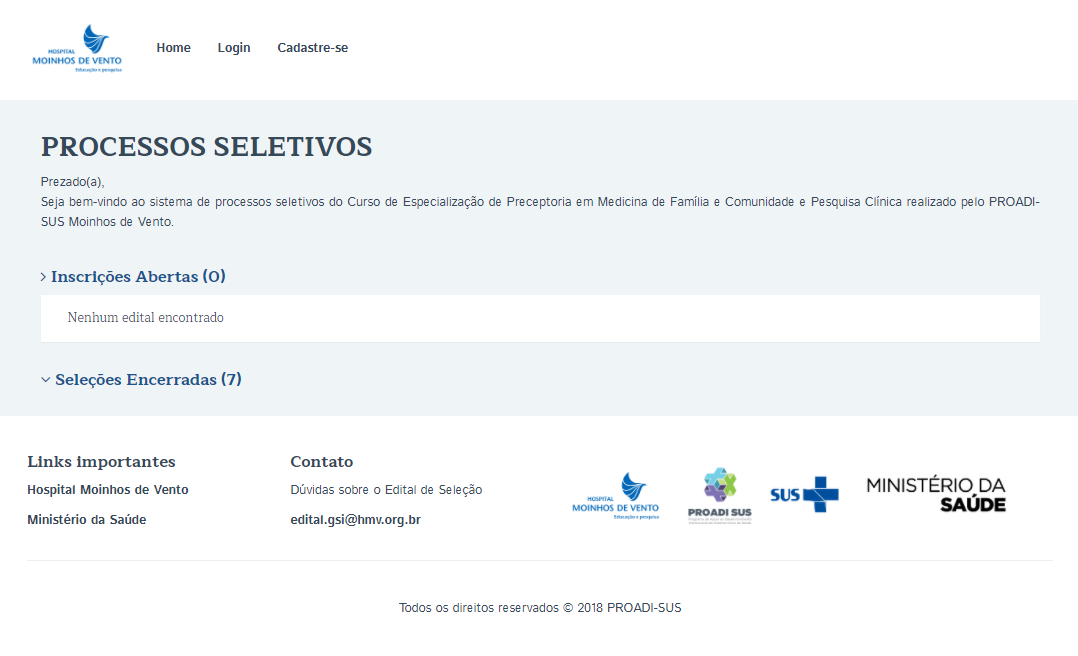 HOSPITAL
MOINHOS DE VENTO
Educação e pesquisa
Home Login Cadastre-se
PROCESSOS SELETIVOS
Prezado(a),
Seja bem-vindo ao sistema de processos seletivos do Curso de Especialização de Preceptoria em Medicina de Família e Comunidade e Pesquisa Clínica realizado pelo PROADI-
SUS Moinhos de Vento.
Inscrições Abertas (0)
Nenhum edital encontrado
Seleções Encerradas (7)
Links importantes
Hospital Moinhos de Vento
Ministério da Saúde
Contato
Dúvidas sobre o Edital de Seleção
edital.gsi@hmv.org.br
HOSPITAL
MOINHOS DE VENTO
Educação e pesquisa
PROADI SUS
SUS
MINISTÉRIO DA
SAÚDE
Todos os direitos reservados © 2018 PROADI-SUS